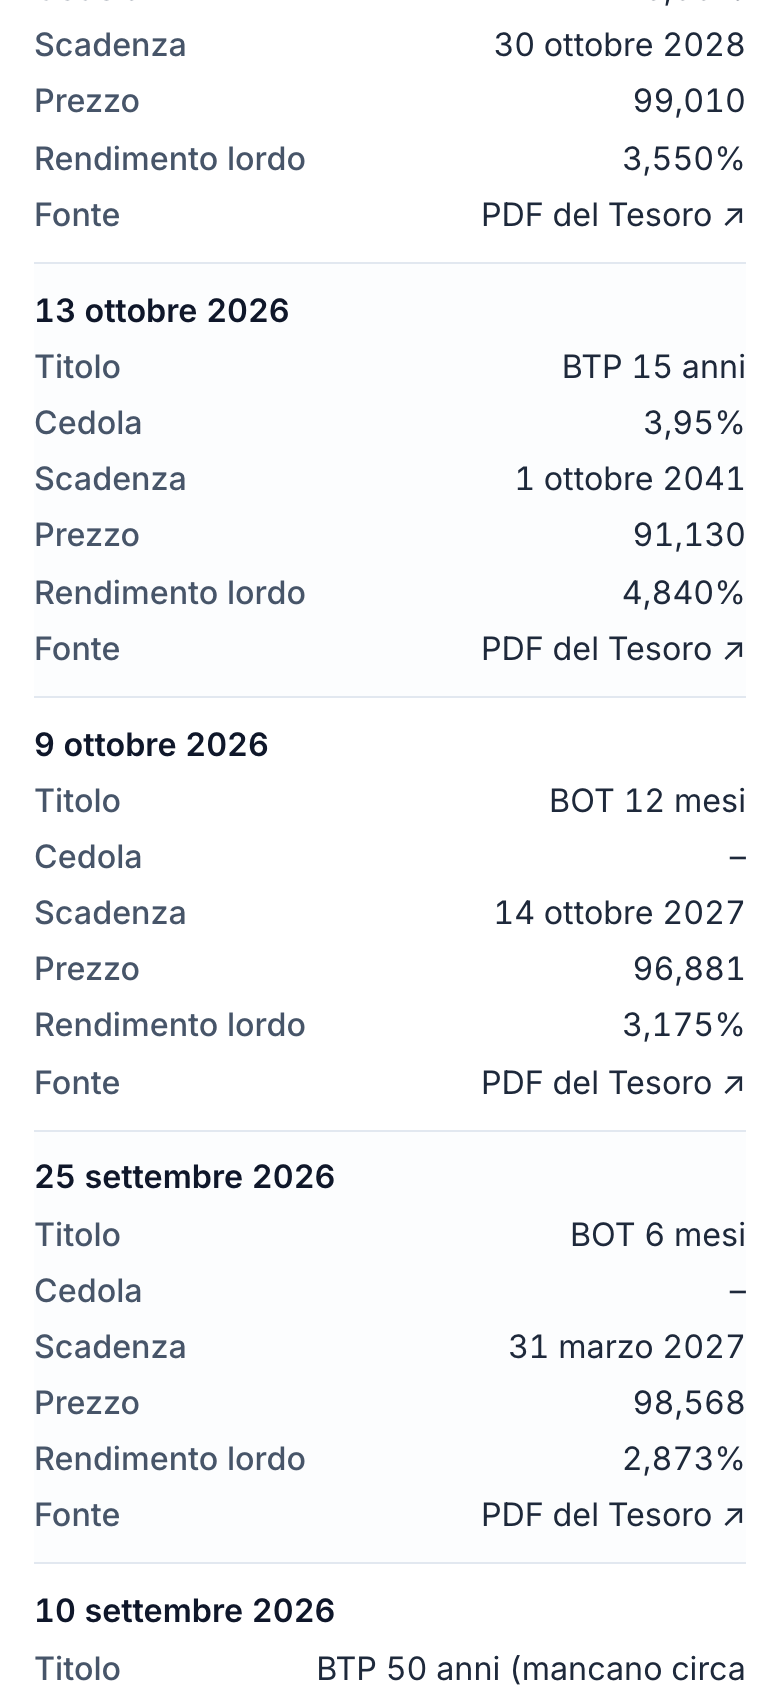 Scadenza 30 ottobre 2028
Prezzo 99,010
Rendimento lordo 3,550%
Fonte PDF del Tesoro ↗
13 ottobre 2026
Titolo BTP 15 anni
Cedola 3,95%
Scadenza 1 ottobre 2041
Prezzo 91,130
Rendimento lordo 4,840%
Fonte PDF del Tesoro ↗
9 ottobre 2026
Titolo BOT 12 mesi
Cedola –
Scadenza 14 ottobre 2027
Prezzo 96,881
Rendimento lordo 3,175%
Fonte PDF del Tesoro ↗
25 settembre 2026
Titolo BOT 6 mesi
Cedola –
Scadenza 31 marzo 2027
Prezzo 98,568
Rendimento lordo 2,873%
Fonte PDF del Tesoro ↗
10 settembre 2026
Titolo BTP 50 anni (mancano circa